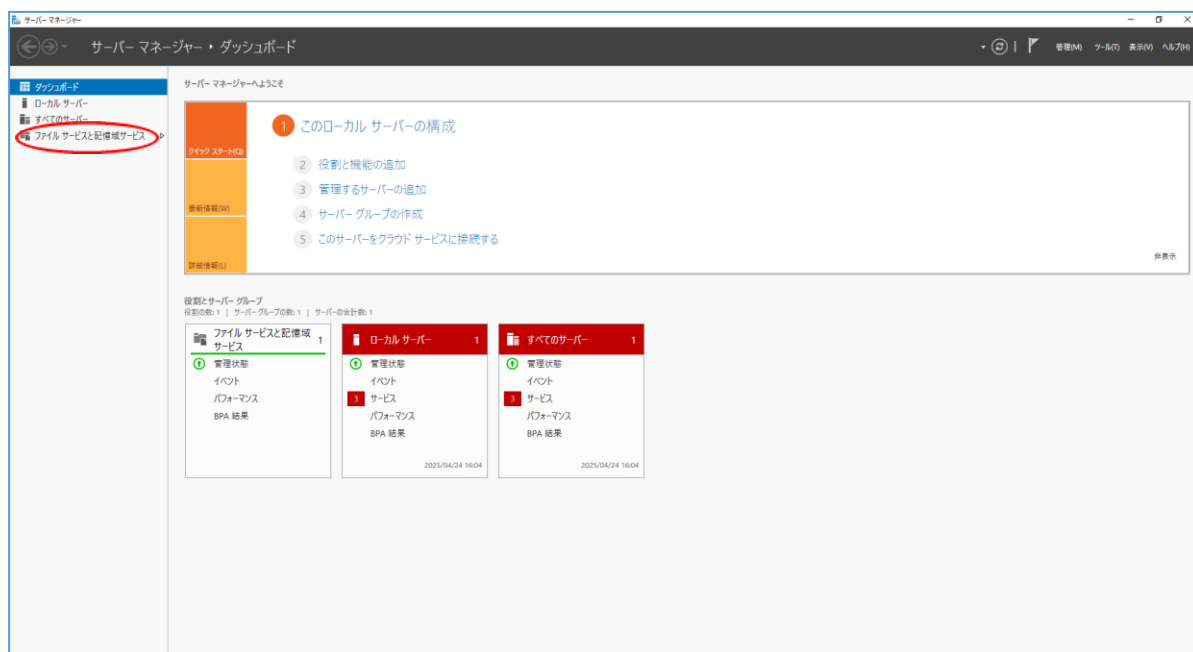 サーバー マネージャー
サーバー マネージャー ・ ダッシュボード
管理(M) ツール(T) 表示(V) ヘルプ(H)
ダッシュボード
ローカル サーバー
すべてのサーバー
ファイル サービスと記憶域サービス
サーバー マネージャーへようこそ
クイック スタート(Q)
最新情報(W)
詳細情報(L)
1 このローカル サーバーの構成
2 役割と機能の追加
3 管理するサーバーの追加
4 サーバー グループの作成
5 このサーバーをクラウド サービスに接続する
非表示
役割とサーバー グループ
役割の数: 1 | サーバー グループの数: 1 | サーバーの合計数: 1
ファイル サービスと記憶域
サービス
1
管理状態
イベント
パフォーマンス
BPA 結果
ローカル サーバー 1
管理状態
イベント
3 サービス
パフォーマンス
BPA 結果
2025/04/24 16:04
すべてのサーバー 1
管理状態
イベント
3 サービス
パフォーマンス
BPA 結果
2025/04/24 16:04